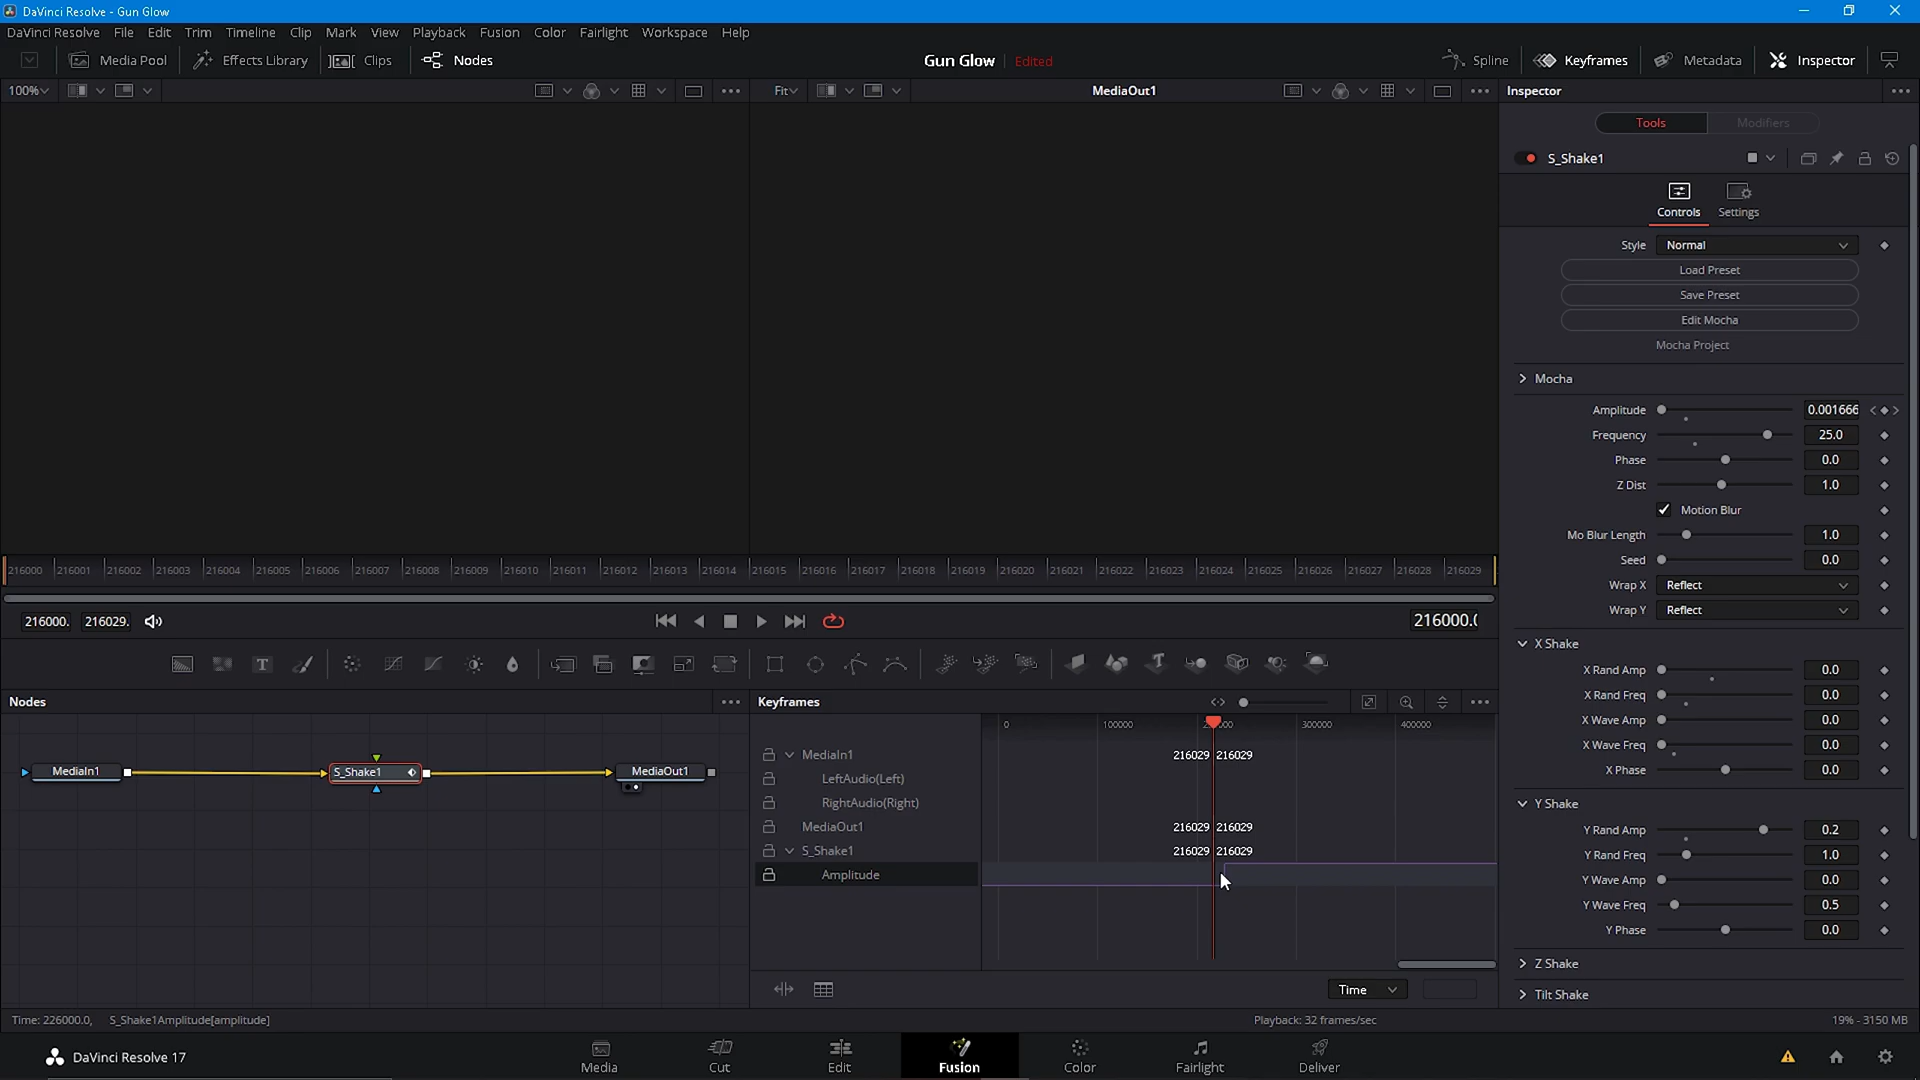 DaVinci Resolve - Gun Glow
DaVinci Resolve File Edit Trim Timeline Clip Mark View Playback Fusion Color Fairlight Workspace Help
Media Pool Effects Library Clips Nodes Gun Glow Edited Spline Keyframes Metadata Inspector
100% Fit MediaOut1 Inspector
Tools Modifiers
S_Shake1
Controls Settings
Style Normal
Load Preset
Save Preset
Edit Mocha
Mocha Project
Mocha
Amplitude 0.001666
Frequency 25.0
Phase 0.0
Z Dist 1.0
Motion Blur
Mo Blur Length 1.0
Seed 0.0
Wrap X Reflect
Wrap Y Reflect
X Shake
X Rand Amp 0.0
X Rand Freq 0.0
X Wave Amp 0.0
X Wave Freq 0.0
X Phase 0.0
Y Shake
Y Rand Amp 0.2
Y Rand Freq 1.0
Y Wave Amp 0.0
Y Wave Freq 0.5
Y Phase 0.0
Z Shake
Tilt Shake
216000 216001 216002 216003 216004 216005 216006 216007 216008 216009 216010 216011 216012 216013 216014 216015 216016 216017 216018 216019 216020 216021 216022 216023 216024 216025 216026 216027 216028 216029
216000. 216029. 216000.
Nodes Keyframes
0 100000 300000 400000
MediaIn1 S_Shake1 MediaOut1
MediaIn1 216029 216029
LeftAudio(Left)
RightAudio(Right)
MediaOut1 216029 216029
S_Shake1 216029 216029
Amplitude
Time
Time: 226000.0, S_Shake1Amplitude[amplitude] Playback: 32 frames/sec 19% - 3150 MB
DaVinci Resolve 17 Media Cut Edit Fusion Color Fairlight Deliver